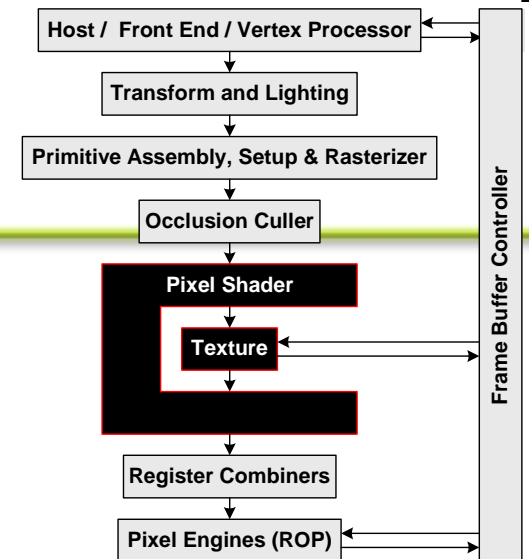 Host / Front End / Vertex Processor
Transform and Lighting
Primitive Assembly, Setup & Rasterizer
Occlusion Culler
Pixel Shader
Texture
Register Combiners
Pixel Engines (ROP)
Frame Buffer Controller